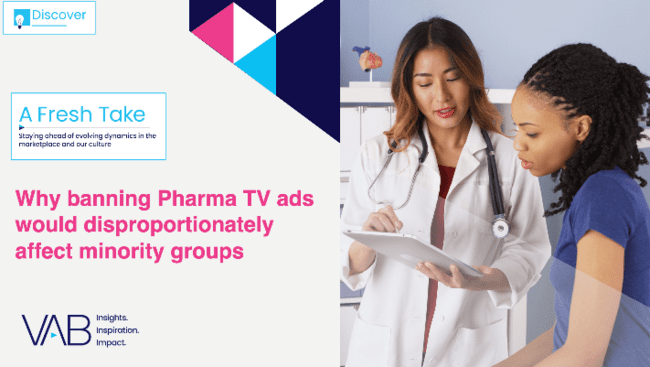 Discover
A Fresh Take
Staying ahead of evolving dynamics in the
marketplace and our culture
Why banning Pharma TV ads
would disproportionately
affect minority groups
VAB
Insights.
Inspiration.
Impact.